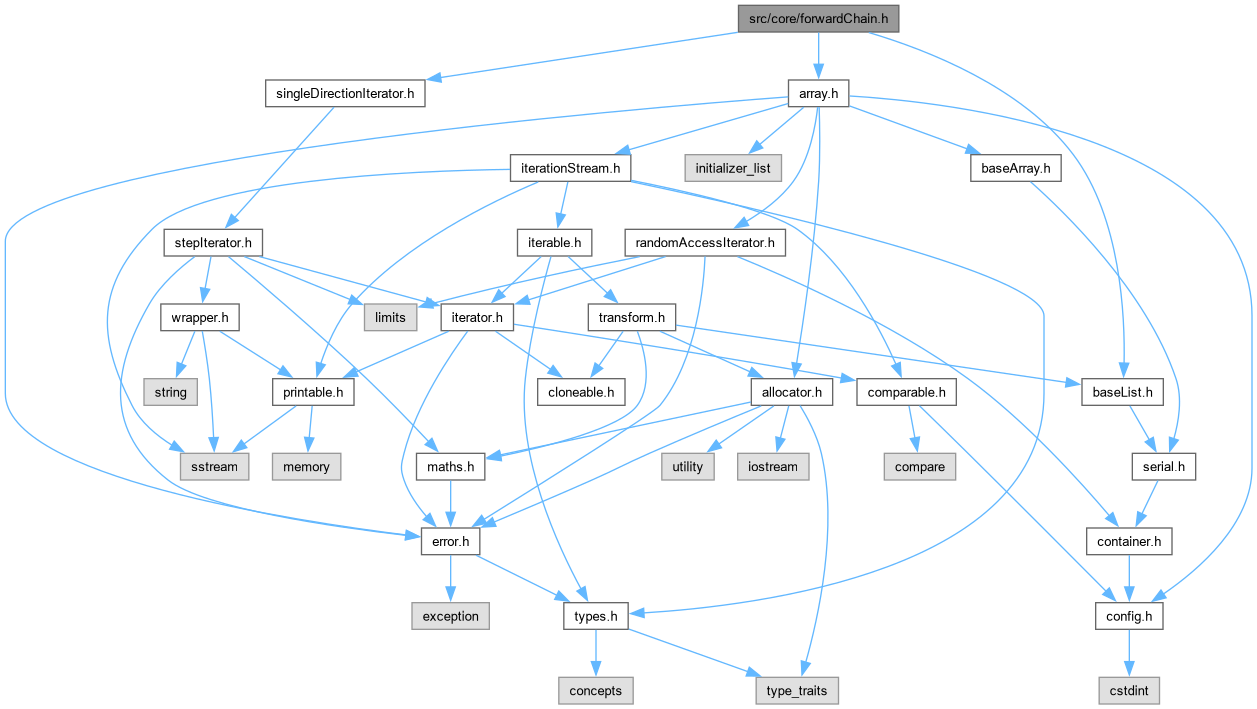 src/core/forwardChain.h
singleDirectionIterator.h
array.h
iterationStream.h
initializer_list
baseArray.h
stepIterator.h
iterable.h
randomAccessIterator.h
wrapper.h
limits
iterator.h
transform.h
string
printable.h
cloneable.h
allocator.h
comparable.h
baseList.h
sstream
memory
maths.h
utility
iostream
compare
serial.h
error.h
container.h
exception
types.h
config.h
concepts
type_traits
cstdint